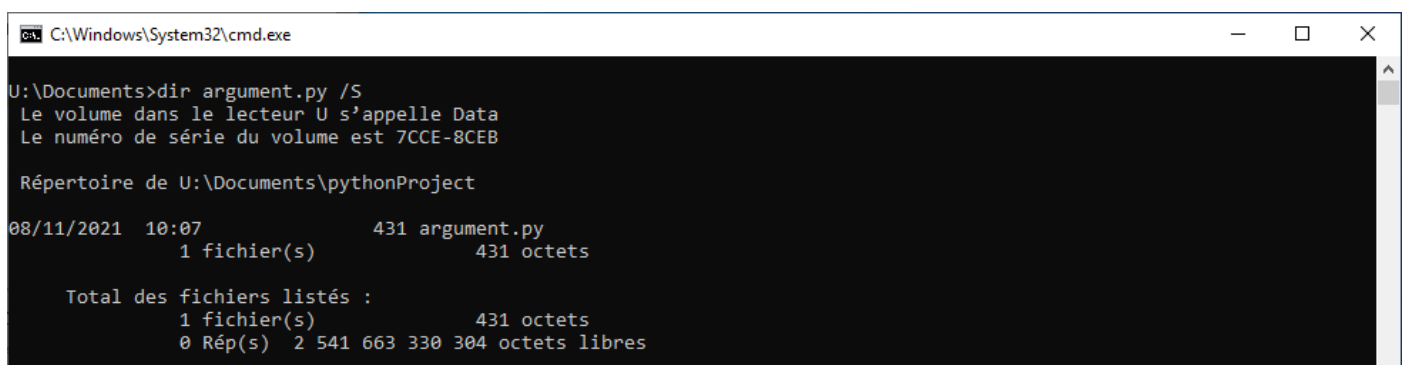 C:\Windows\System32\cmd.exe
U:\Documents>dir argument.py /S
Le volume dans le lecteur U s’appelle Data
Le numéro de série du volume est 7CCE-8CEB
Répertoire de U:\Documents\pythonProject
08/11/2021  10:07               431 argument.py
1 fichier(s)              431 octets
Total des fichiers listés :
1 fichier(s)              431 octets
0 Rép(s)  2 541 663 330 304 octets libres